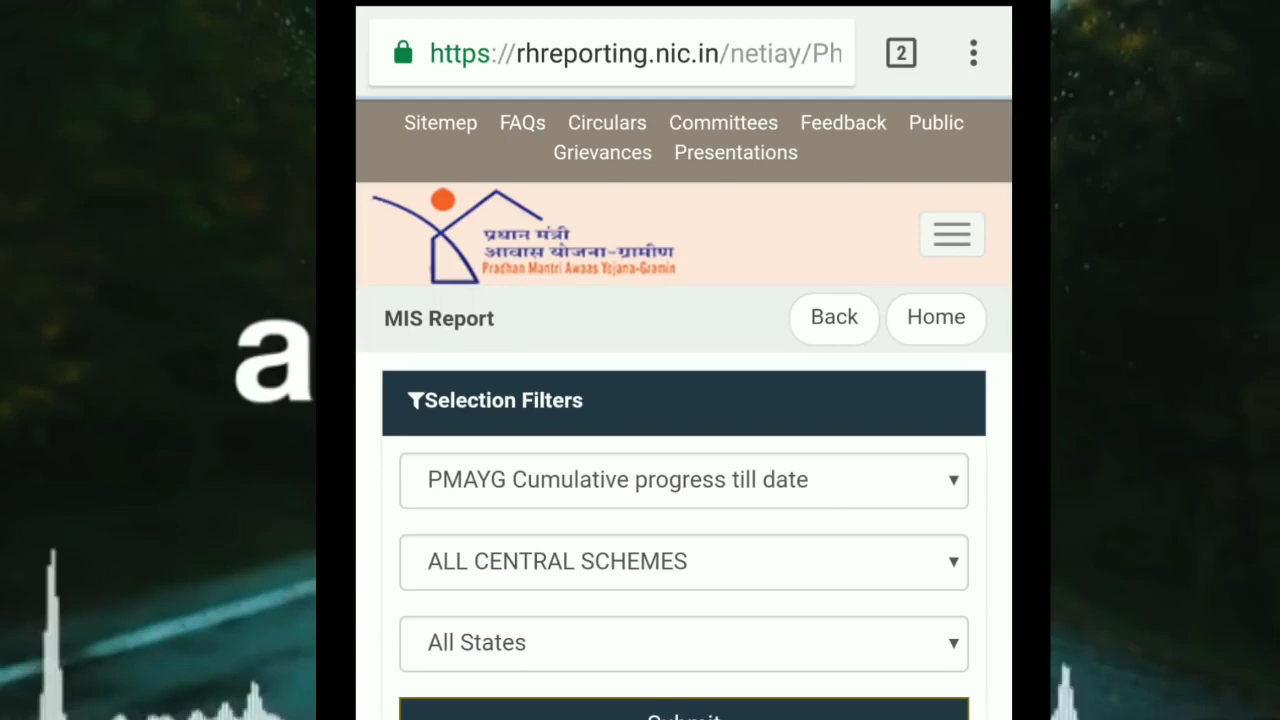 https://rhreporting.nic.in/netiay/Ph
2
Sitemep FAQs Circulars Committees Feedback Public
Grievances Presentations
प्रधान मंत्री
आवास योजना-ग्रामीण
Pradhan Mantri Awaas Yojana-Gramin
MIS Report
Back
Home
Selection Filters
PMAYG Cumulative progress till date
ALL CENTRAL SCHEMES
a
All States
Submit